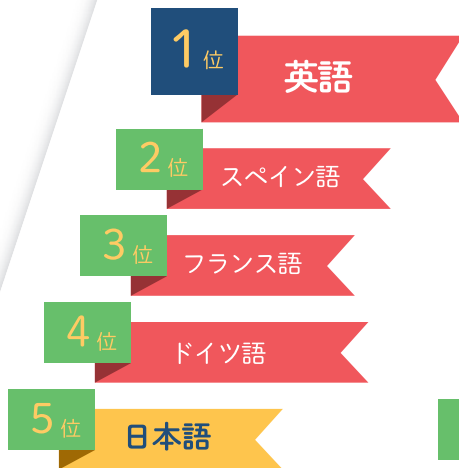 1位 英語
2位 スペイン語
3位 フランス語
4位 ドイツ語
5位 日本語